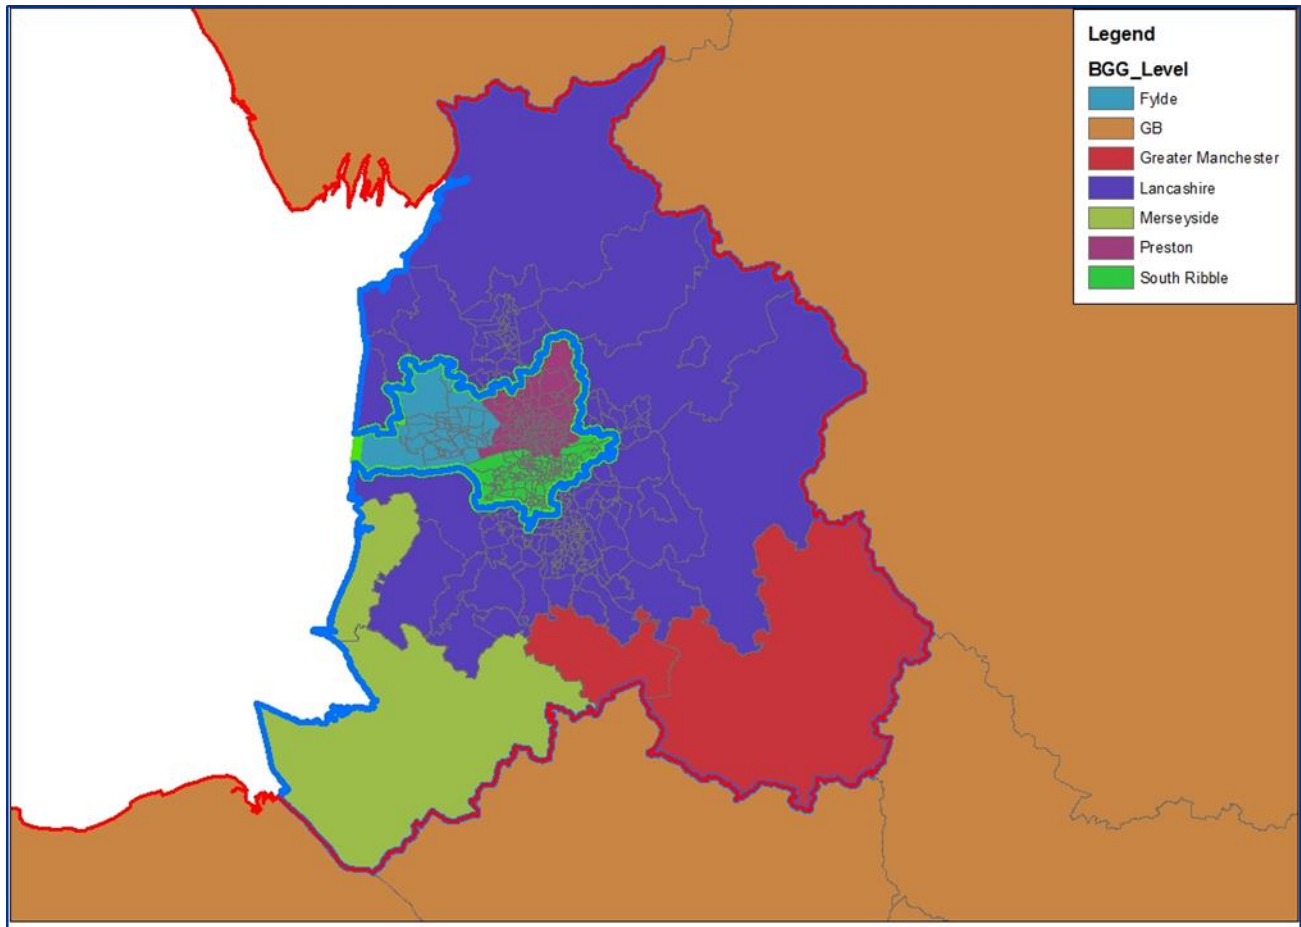 Legend
BGG_Level
Fylde
GB
Greater Manchester
Lancashire
Merseyside
Preston
South Ribble